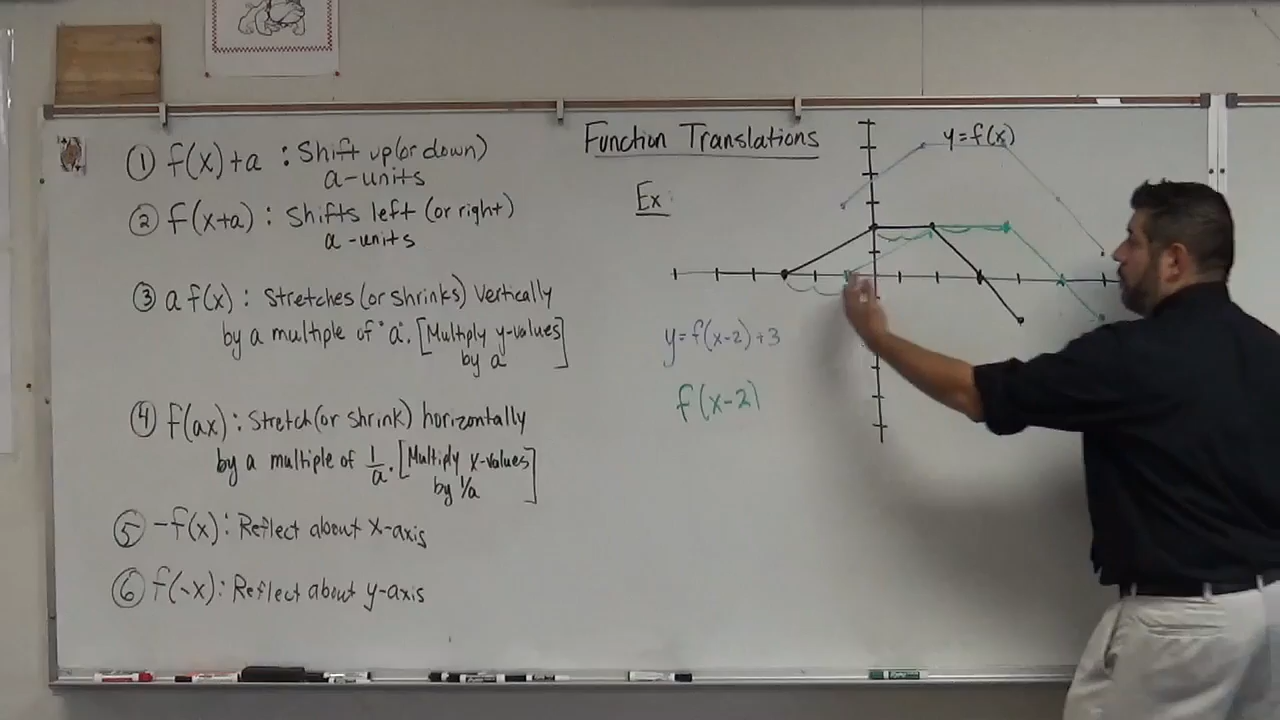 Function Translations
y=f(x)
① f(x)+a : Shift up(or down)
a-units
② f(x+a) : Shifts left (or right)
a-units
Ex:
③ a f(x) : Stretches (or shrinks) vertically
by a multiple of "a". [Multiply y-values
by a]
y=f(x-2)+3
f(x-2)
④ f(ax) : Stretch (or shrink) horizontally
by a multiple of 1/a. [Multiply x-values
by 1/a]
⑤ -f(x) : Reflect about x-axis
⑥ f(-x) : Reflect about y-axis